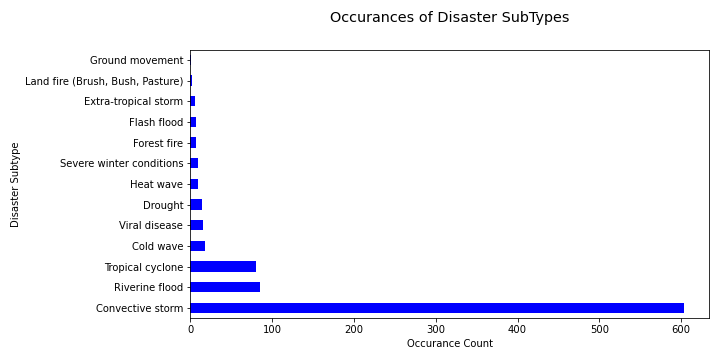 Occurances of Disaster SubTypes
Disaster Subtype
Ground movement
Land fire (Brush, Bush, Pasture)
Extra-tropical storm
Flash flood
Forest fire
Severe winter conditions
Heat wave
Drought
Viral disease
Cold wave
Tropical cyclone
Riverine flood
Convective storm
0 100 200 300 400 500 600
Occurance Count